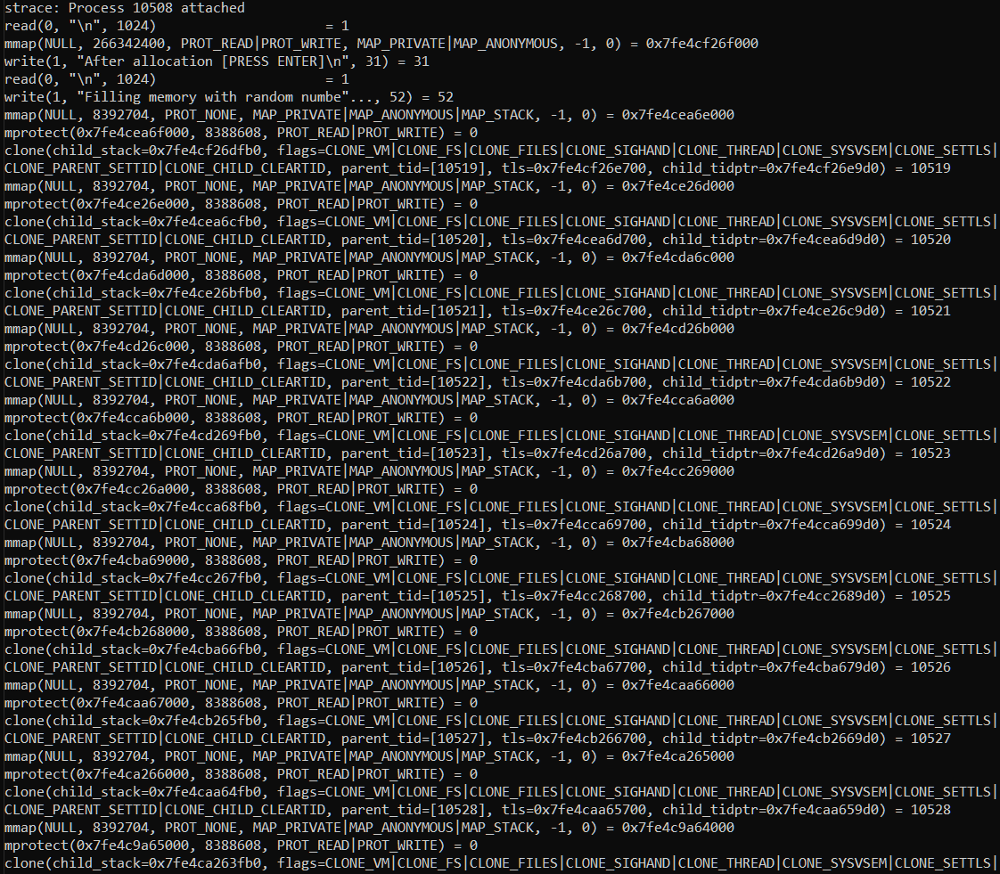 strace: Process 10508 attached
read(0, "\n", 1024)                     = 1
mmap(NULL, 266342400, PROT_READ|PROT_WRITE, MAP_PRIVATE|MAP_ANONYMOUS, -1, 0) = 0x7fe4cf26f000
write(1, "After allocation [PRESS ENTER]\n", 31) = 31
read(0, "\n", 1024)                     = 1
write(1, "Filling memory with random numbe"..., 52) = 52
mmap(NULL, 8392704, PROT_NONE, MAP_PRIVATE|MAP_ANONYMOUS|MAP_STACK, -1, 0) = 0x7fe4cea6e000
mprotect(0x7fe4cea6f000, 8388608, PROT_READ|PROT_WRITE) = 0
clone(child_stack=0x7fe4cf26dfb0, flags=CLONE_VM|CLONE_FS|CLONE_FILES|CLONE_SIGHAND|CLONE_THREAD|CLONE_SYSVSEM|CLONE_SETTLS|
CLONE_PARENT_SETTID|CLONE_CHILD_CLEARTID, parent_tid=[10519], tls=0x7fe4cf26e700, child_tidptr=0x7fe4cf26e9d0) = 10519
mmap(NULL, 8392704, PROT_NONE, MAP_PRIVATE|MAP_ANONYMOUS|MAP_STACK, -1, 0) = 0x7fe4ce26d000
mprotect(0x7fe4ce26e000, 8388608, PROT_READ|PROT_WRITE) = 0
clone(child_stack=0x7fe4cea6cfb0, flags=CLONE_VM|CLONE_FS|CLONE_FILES|CLONE_SIGHAND|CLONE_THREAD|CLONE_SYSVSEM|CLONE_SETTLS|
CLONE_PARENT_SETTID|CLONE_CHILD_CLEARTID, parent_tid=[10520], tls=0x7fe4cea6d700, child_tidptr=0x7fe4cea6d9d0) = 10520
mmap(NULL, 8392704, PROT_NONE, MAP_PRIVATE|MAP_ANONYMOUS|MAP_STACK, -1, 0) = 0x7fe4cda6c000
mprotect(0x7fe4cda6d000, 8388608, PROT_READ|PROT_WRITE) = 0
clone(child_stack=0x7fe4ce26bfb0, flags=CLONE_VM|CLONE_FS|CLONE_FILES|CLONE_SIGHAND|CLONE_THREAD|CLONE_SYSVSEM|CLONE_SETTLS|
CLONE_PARENT_SETTID|CLONE_CHILD_CLEARTID, parent_tid=[10521], tls=0x7fe4ce26c700, child_tidptr=0x7fe4ce26c9d0) = 10521
mmap(NULL, 8392704, PROT_NONE, MAP_PRIVATE|MAP_ANONYMOUS|MAP_STACK, -1, 0) = 0x7fe4cd26b000
mprotect(0x7fe4cd26c000, 8388608, PROT_READ|PROT_WRITE) = 0
clone(child_stack=0x7fe4cda6afb0, flags=CLONE_VM|CLONE_FS|CLONE_FILES|CLONE_SIGHAND|CLONE_THREAD|CLONE_SYSVSEM|CLONE_SETTLS|
CLONE_PARENT_SETTID|CLONE_CHILD_CLEARTID, parent_tid=[10522], tls=0x7fe4cda6b700, child_tidptr=0x7fe4cda6b9d0) = 10522
mmap(NULL, 8392704, PROT_NONE, MAP_PRIVATE|MAP_ANONYMOUS|MAP_STACK, -1, 0) = 0x7fe4cca6a000
mprotect(0x7fe4cca6b000, 8388608, PROT_READ|PROT_WRITE) = 0
clone(child_stack=0x7fe4cd269fb0, flags=CLONE_VM|CLONE_FS|CLONE_FILES|CLONE_SIGHAND|CLONE_THREAD|CLONE_SYSVSEM|CLONE_SETTLS|
CLONE_PARENT_SETTID|CLONE_CHILD_CLEARTID, parent_tid=[10523], tls=0x7fe4cd26a700, child_tidptr=0x7fe4cd26a9d0) = 10523
mmap(NULL, 8392704, PROT_NONE, MAP_PRIVATE|MAP_ANONYMOUS|MAP_STACK, -1, 0) = 0x7fe4cc269000
mprotect(0x7fe4cc26a000, 8388608, PROT_READ|PROT_WRITE) = 0
clone(child_stack=0x7fe4cca68fb0, flags=CLONE_VM|CLONE_FS|CLONE_FILES|CLONE_SIGHAND|CLONE_THREAD|CLONE_SYSVSEM|CLONE_SETTLS|
CLONE_PARENT_SETTID|CLONE_CHILD_CLEARTID, parent_tid=[10524], tls=0x7fe4cca69700, child_tidptr=0x7fe4cca699d0) = 10524
mmap(NULL, 8392704, PROT_NONE, MAP_PRIVATE|MAP_ANONYMOUS|MAP_STACK, -1, 0) = 0x7fe4cba68000
mprotect(0x7fe4cba69000, 8388608, PROT_READ|PROT_WRITE) = 0
clone(child_stack=0x7fe4cc267fb0, flags=CLONE_VM|CLONE_FS|CLONE_FILES|CLONE_SIGHAND|CLONE_THREAD|CLONE_SYSVSEM|CLONE_SETTLS|
CLONE_PARENT_SETTID|CLONE_CHILD_CLEARTID, parent_tid=[10525], tls=0x7fe4cc268700, child_tidptr=0x7fe4cc2689d0) = 10525
mmap(NULL, 8392704, PROT_NONE, MAP_PRIVATE|MAP_ANONYMOUS|MAP_STACK, -1, 0) = 0x7fe4cb267000
mprotect(0x7fe4cb268000, 8388608, PROT_READ|PROT_WRITE) = 0
clone(child_stack=0x7fe4cba66fb0, flags=CLONE_VM|CLONE_FS|CLONE_FILES|CLONE_SIGHAND|CLONE_THREAD|CLONE_SYSVSEM|CLONE_SETTLS|
CLONE_PARENT_SETTID|CLONE_CHILD_CLEARTID, parent_tid=[10526], tls=0x7fe4cba67700, child_tidptr=0x7fe4cba679d0) = 10526
mmap(NULL, 8392704, PROT_NONE, MAP_PRIVATE|MAP_ANONYMOUS|MAP_STACK, -1, 0) = 0x7fe4caa66000
mprotect(0x7fe4caa67000, 8388608, PROT_READ|PROT_WRITE) = 0
clone(child_stack=0x7fe4cb265fb0, flags=CLONE_VM|CLONE_FS|CLONE_FILES|CLONE_SIGHAND|CLONE_THREAD|CLONE_SYSVSEM|CLONE_SETTLS|
CLONE_PARENT_SETTID|CLONE_CHILD_CLEARTID, parent_tid=[10527], tls=0x7fe4cb266700, child_tidptr=0x7fe4cb2669d0) = 10527
mmap(NULL, 8392704, PROT_NONE, MAP_PRIVATE|MAP_ANONYMOUS|MAP_STACK, -1, 0) = 0x7fe4ca265000
mprotect(0x7fe4ca266000, 8388608, PROT_READ|PROT_WRITE) = 0
clone(child_stack=0x7fe4caa64fb0, flags=CLONE_VM|CLONE_FS|CLONE_FILES|CLONE_SIGHAND|CLONE_THREAD|CLONE_SYSVSEM|CLONE_SETTLS|
CLONE_PARENT_SETTID|CLONE_CHILD_CLEARTID, parent_tid=[10528], tls=0x7fe4caa65700, child_tidptr=0x7fe4caa659d0) = 10528
mmap(NULL, 8392704, PROT_NONE, MAP_PRIVATE|MAP_ANONYMOUS|MAP_STACK, -1, 0) = 0x7fe4c9a64000
mprotect(0x7fe4c9a65000, 8388608, PROT_READ|PROT_WRITE) = 0
clone(child_stack=0x7fe4ca263fb0, flags=CLONE_VM|CLONE_FS|CLONE_FILES|CLONE_SIGHAND|CLONE_THREAD|CLONE_SYSVSEM|CLONE_SETTLS|